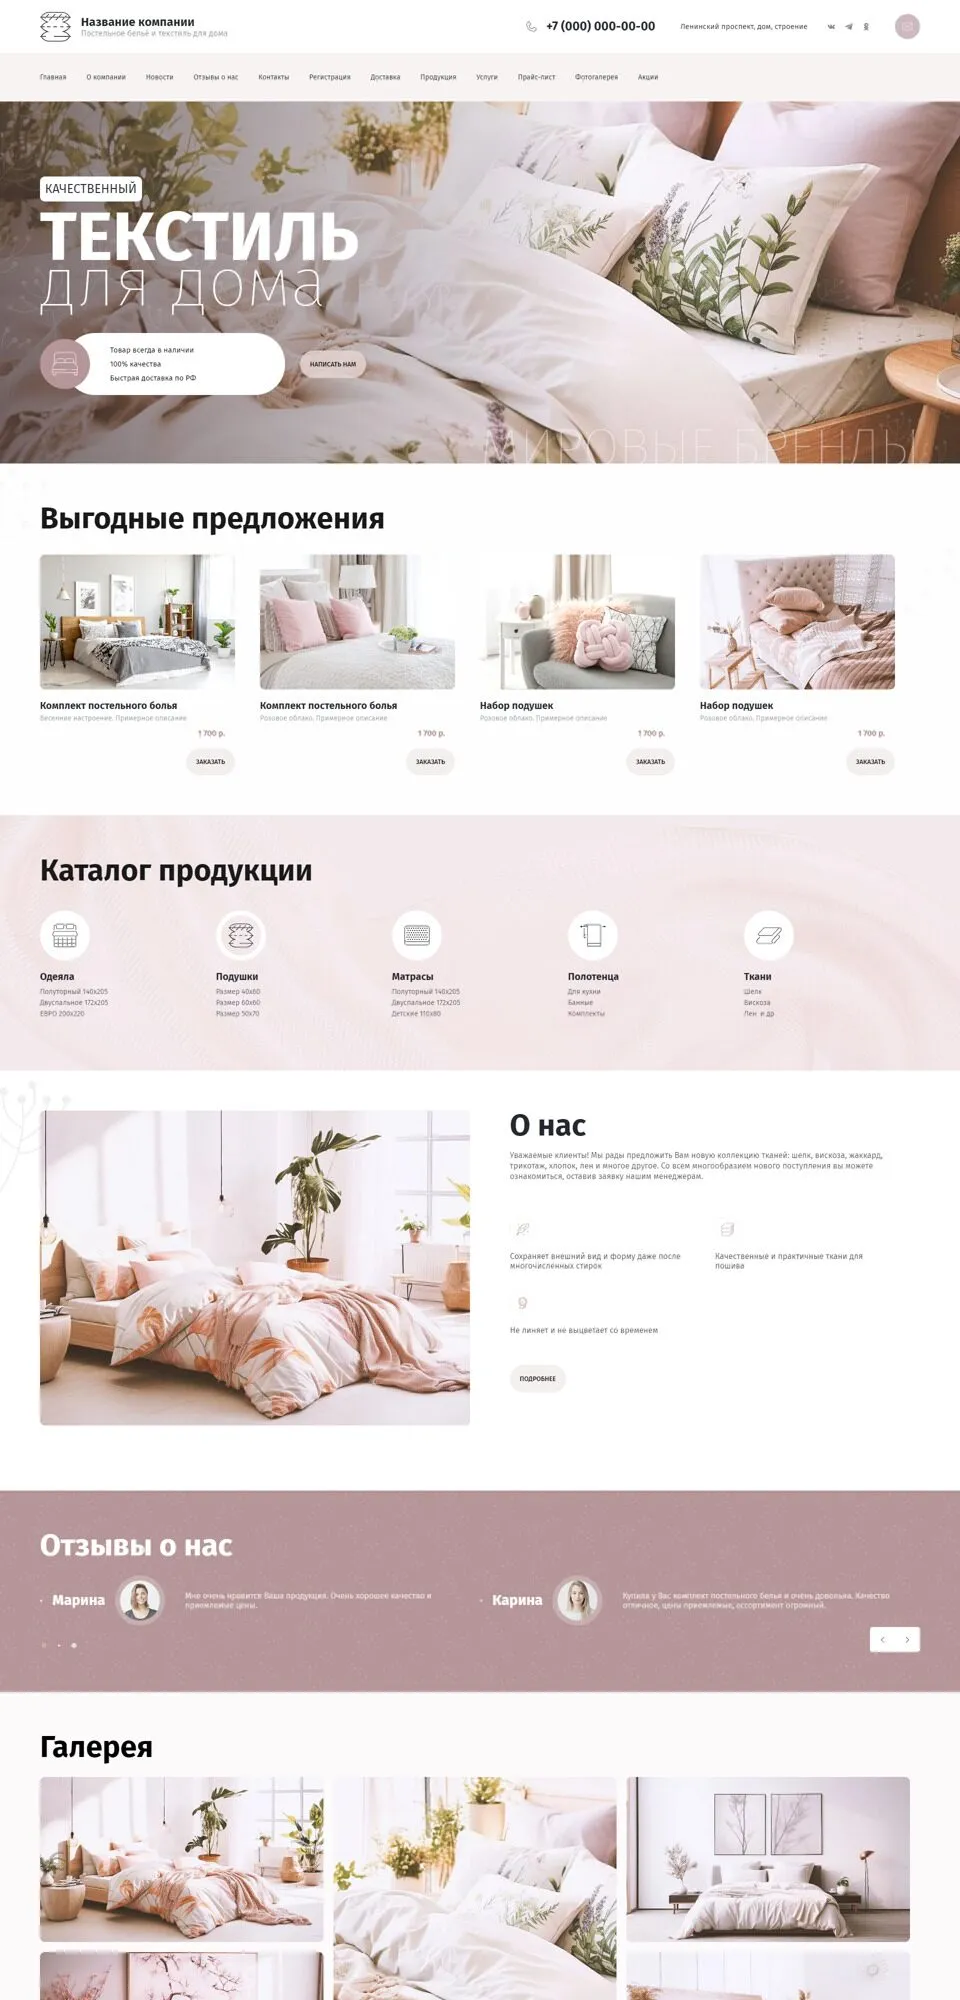 Название компании
Постельное бельё и текстиль для дома
+7 (000) 000-00-00
Ленинский проспект, дом, строение
Главная О компании Новости Отзывы о нас Контакты Регистрация Доставка Продукция Услуги Прайс-лист Фотогалерея Акции
КАЧЕСТВЕННЫЙ
ТЕКСТИЛЬ
для дома
Товар всегда в наличии
100% качества
Быстрая доставка по РФ
НАПИСАТЬ НАМ
МИРОВЫЕ БРЕНДЫ
Выгодные предложения
Комплект постельного болья
Весеннее настроение. Примерное описание
1 700 р.
ЗАКАЗАТЬ
Комплект постельного болья
Розовое облако. Примерное описание
1 700 р.
ЗАКАЗАТЬ
Набор подушек
Розовое облако. Примерное описание
1 700 р.
ЗАКАЗАТЬ
Набор подушек
Розовое облако. Примерное описание
1 700 р.
ЗАКАЗАТЬ
Каталог продукции
Одеяла
Полуторный 140х205
Двуспальное 172х205
ЕВРО 200х220
Подушки
Размер 40х60
Размер 60х60
Размер 50х70
Матрасы
Полуторный 140х205
Двуспальное 172х205
Детские 110х80
Полотенца
Для кухни
Банные
Комплекты
Ткани
Шелк
Вискоза
Лен и др
О нас
Уважаемые клиенты! Мы рады предложить Вам новую коллекцию тканей: шелк, вискоза, жаккард,
трикотаж, хлопок, лен и многое другое. Со всем многообразием нового поступления вы можете
ознакомиться, оставив заявку нашим менеджерам.
Сохраняет внешний вид и форму даже после
многочисленных стирок
Качественные и практичные ткани для
пошива
Не линяет и не выцветает со временем
ПОДРОБНЕЕ
Отзывы о нас
Марина
Мне очень нравится Ваша продукция. Очень хорошее качество и
приемлемые цены.
Карина
Купила у Вас комплект постельного белья и очень довольна. Качество
отличное, цены приемлемые, ассортимент огромный.
Галерея